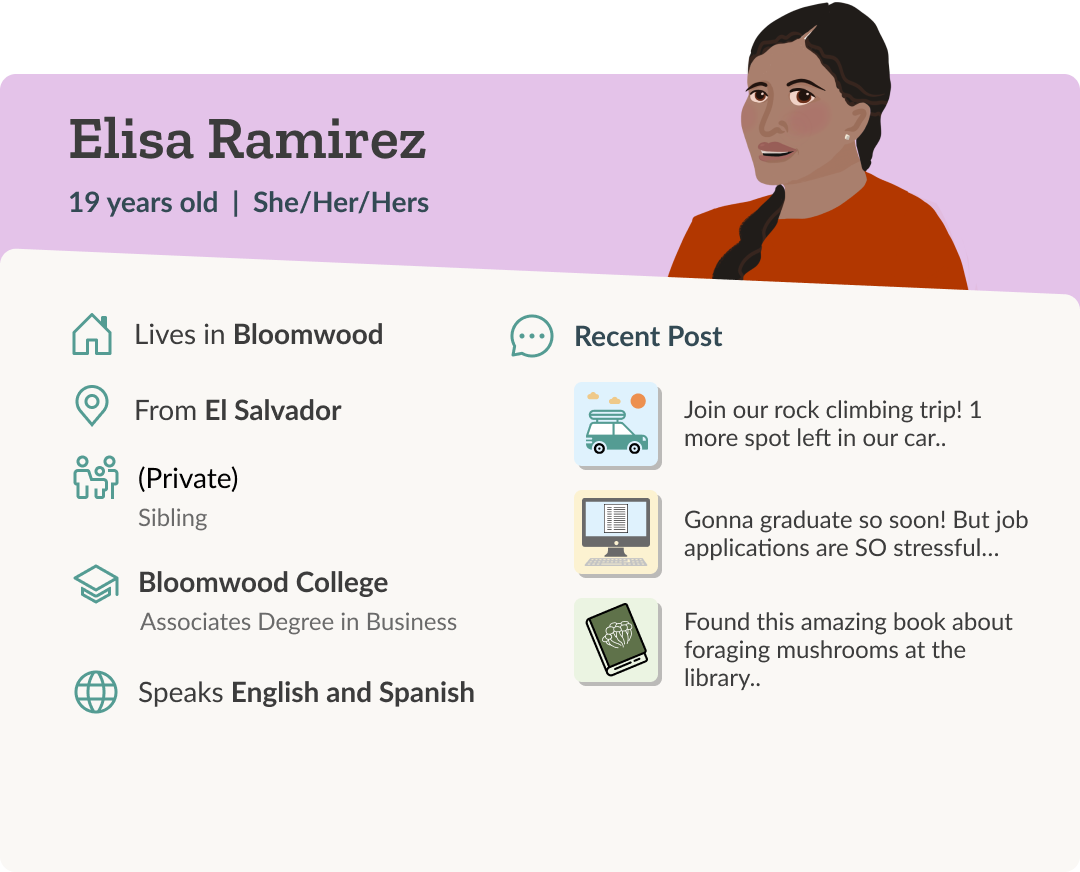 Elisa Ramirez
19 years old | She/Her/Hers
Lives in Bloomwood
From El Salvador
(Private)
Sibling
Bloomwood College
Associates Degree in Business
Speaks English and Spanish
Recent Post
Join our rock climbing trip! 1
more spot left in our car..
Gonna graduate so soon! But job
applications are SO stressful...
Found this amazing book about
foraging mushrooms at the
library..